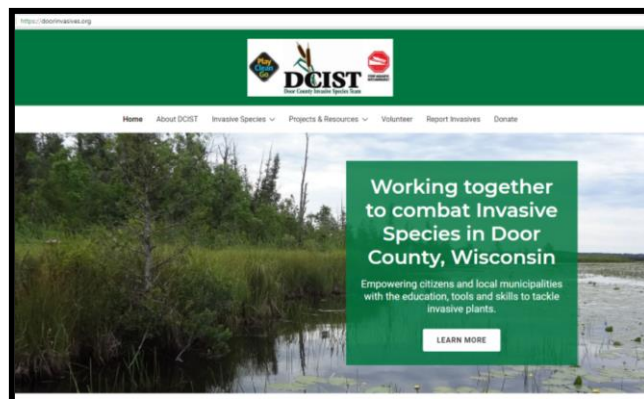 https://doorinvasives.org
Play
Clean
Go
DCIST
Door County Invasive Species Team
Home About DCIST Invasive Species Projects & Resources Volunteer Report Invasives Donate
Working together
to combat Invasive
Species in Door
County, Wisconsin
Empowering citizens and local municipalities
with the education, tools and skills to tackle
invasive plants.
LEARN MORE